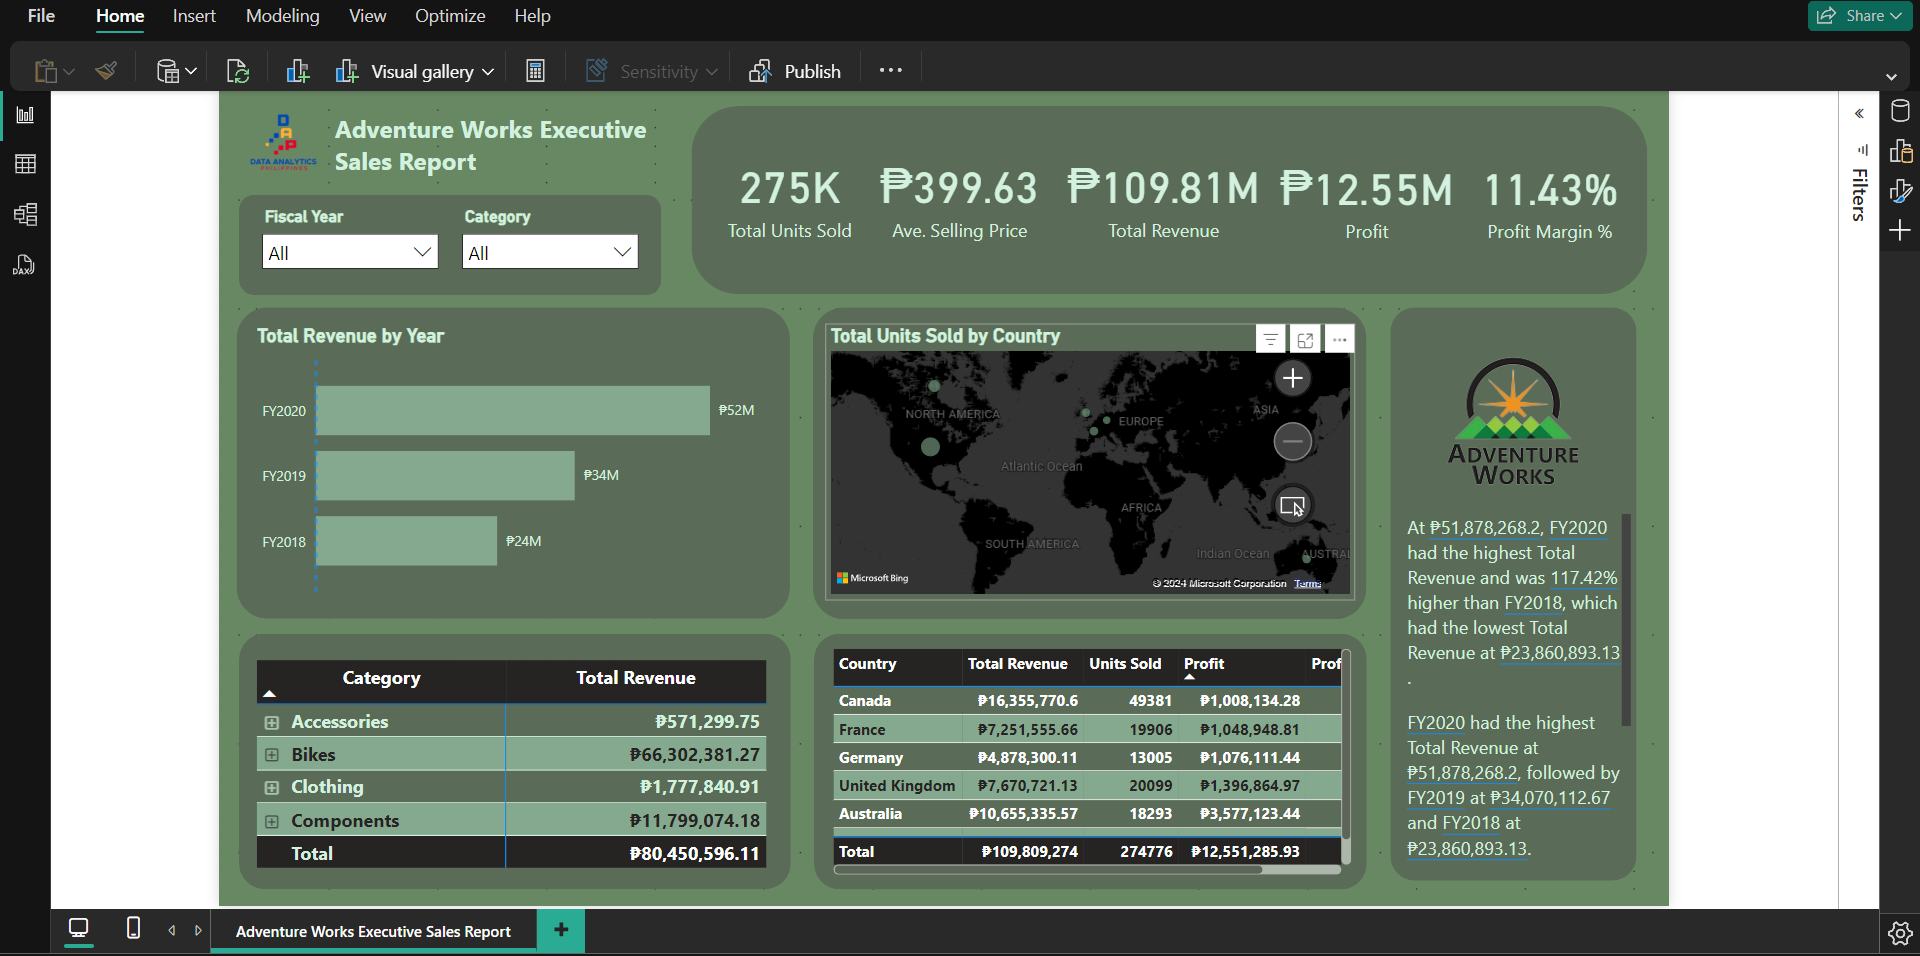 File Home Insert Modeling View Optimize Help
Share
Visual gallery
Sensitivity
Publish
DATA ANALYTICS
PHILIPPINES
Adventure Works Executive
Sales Report
Fiscal Year Category
All All
275K ₱399.63 ₱109.81M ₱12.55M 11.43%
Total Units Sold Ave. Selling Price Total Revenue Profit Profit Margin %
Filters
Total Revenue by Year
FY2020 ₱52M
FY2019 ₱34M
FY2018 ₱24M
Total Units Sold by Country
NORTH AMERICA
EUROPE
ASIA
Atlantic Ocean
AFRICA
SOUTH AMERICA
Indian Ocean
AUSTRAL
Microsoft Bing
© 2024 Microsoft Corporation Terms
ADVENTURE
WORKS
At ₱51,878,268.2, FY2020
had the highest Total
Revenue and was 117.42%
higher than FY2018, which
had the lowest Total
Revenue at ₱23,860,893.13
.
FY2020 had the highest
Total Revenue at
₱51,878,268.2, followed by
FY2019 at ₱34,070,112.67
and FY2018 at
₱23,860,893.13.
Category Total Revenue
Accessories ₱571,299.75
Bikes ₱66,302,381.27
Clothing ₱1,777,840.91
Components ₱11,799,074.18
Total ₱80,450,596.11
Country Total Revenue Units Sold Profit Prof
Canada ₱16,355,770.6 49381 ₱1,008,134.28
France ₱7,251,555.66 19906 ₱1,048,948.81
Germany ₱4,878,300.11 13005 ₱1,076,111.44
United Kingdom ₱7,670,721.13 20099 ₱1,396,864.97
Australia ₱10,655,335.57 18293 ₱3,577,123.44
Total ₱109,809,274 274776 ₱12,551,285.93
Adventure Works Executive Sales Report
DAX
D
A
P